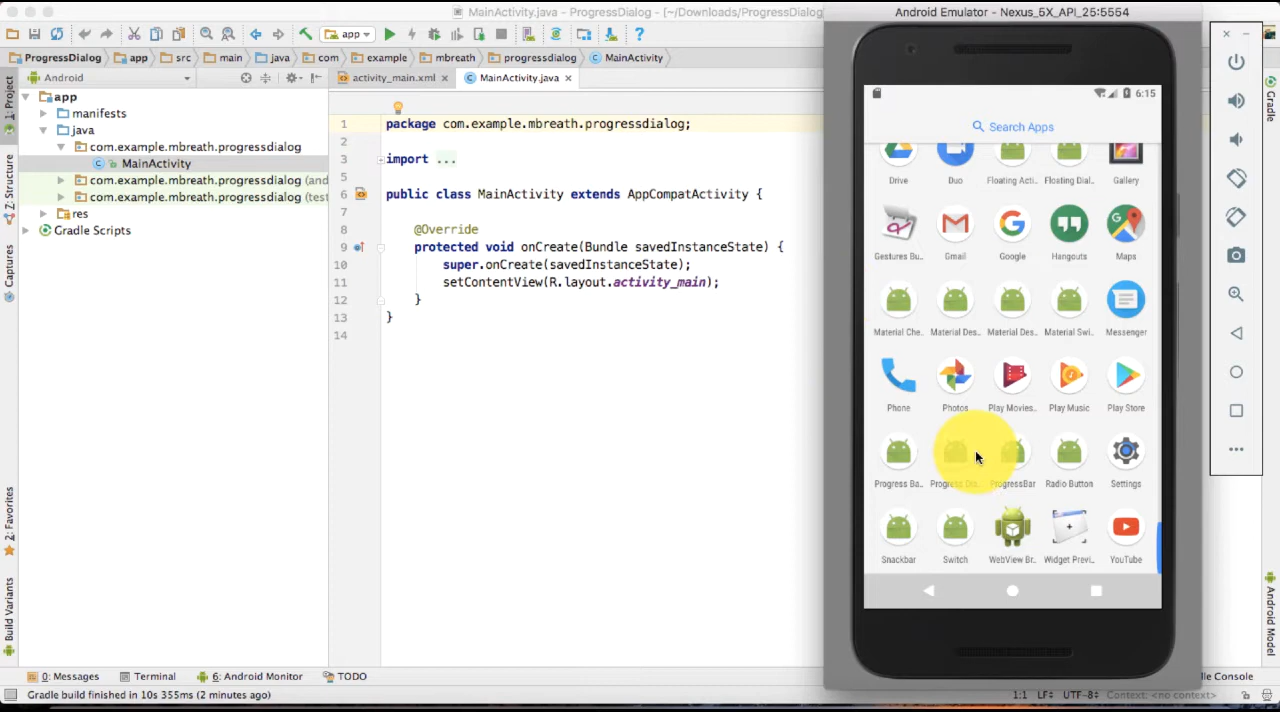 MainActivity.java - ProgressDialog - [~/Downloads/ProgressDialog
app
ProgressDialog app src main java com example mbreath progressdialog MainActivity
Android
activity_main.xml MainActivity.java
1: Project
Z: Structure
Captures
2: Favorites
Build Variants
app
manifests
java
com.example.mbreath.progressdialog
MainActivity
com.example.mbreath.progressdialog (and
com.example.mbreath.progressdialog (test
res
Gradle Scripts
1 package com.example.mbreath.progressdialog;
2
3 import ...
5
6 public class MainActivity extends AppCompatActivity {
7
8 @Override
9 protected void onCreate(Bundle savedInstanceState) {
10 super.onCreate(savedInstanceState);
11 setContentView(R.layout.activity_main);
12 }
13 }
14
0: Messages Terminal 6: Android Monitor TODO
Gradle build finished in 10s 355ms (2 minutes ago)
1:1 LF UTF-8 Context: <no context>
le Console
Gradle
Android Model
Android Emulator - Nexus_5X_API_25:5554
6:15
Search Apps
Drive Duo Floating Acti.. Floating Dial.. Gallery
Gestures Bu.. Gmail Google Hangouts Maps
Material Che.. Material Des.. Material Des.. Material Swi.. Messenger
Phone Photos Play Movies.. Play Music Play Store
Progress Ba.. Progress Dia.. ProgressBar Radio Button Settings
Snackbar Switch WebView Br.. Widget Previ.. YouTube